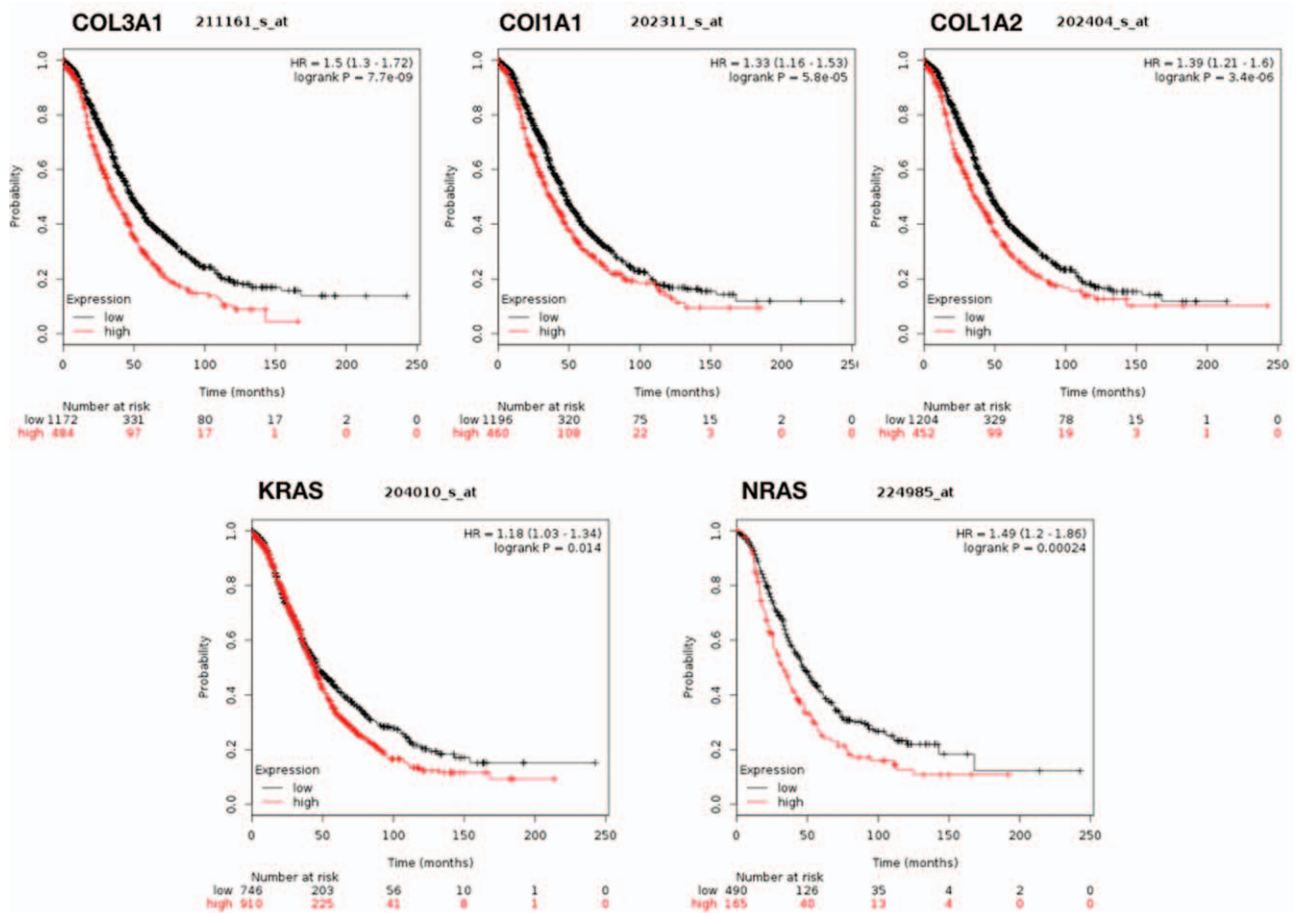 COL3A1 211161_s_at
HR = 1.5 (1.3 - 1.72)
logrank P = 7.7e-09
Probability
1.0
0.8
0.6
0.4
0.2
0.0
Expression
low
high
0 50 100 150 200 250
Time (months)
Number at risk
low 1172 331 80 17 2 0
high 484 97 17 1 0 0
COl1A1 202311_s_at
HR = 1.33 (1.16 - 1.53)
logrank P = 5.8e-05
Probability
1.0
0.8
0.6
0.4
0.2
0.0
Expression
low
high
0 50 100 150 200 25
Time (months)
Number at risk
low 1196 320 75 15 2 0
high 460 108 22 3 0 0
COL1A2 202404_s_at
HR = 1.39 (1.21 - 1.6)
logrank P = 3.4e-06
Probability
1.0
0.8
0.6
0.4
0.2
0.0
Expression
low
high
0 50 100 150 200 250
Time (months)
Number at risk
low 1204 329 78 15 1 0
high 452 99 19 3 1 0
KRAS 204010_s_at
HR = 1.18 (1.03 - 1.34)
logrank P = 0.014
Probability
1.0
0.8
0.6
0.4
0.2
0.0
Expression
low
high
0 50 100 150 200 250
Time (months)
Number at risk
low 746 203 56 10 1 0
high 910 225 41 8 1 0
NRAS 224985_at
HR = 1.49 (1.2 - 1.86)
logrank P = 0.00024
Probability
1.0
0.8
0.6
0.4
0.2
0.0
Expression
low
high
0 50 100 150 200 250
Time (months)
Number at risk
low 490 126 35 4 2 0
high 165 40 13 4 0 0